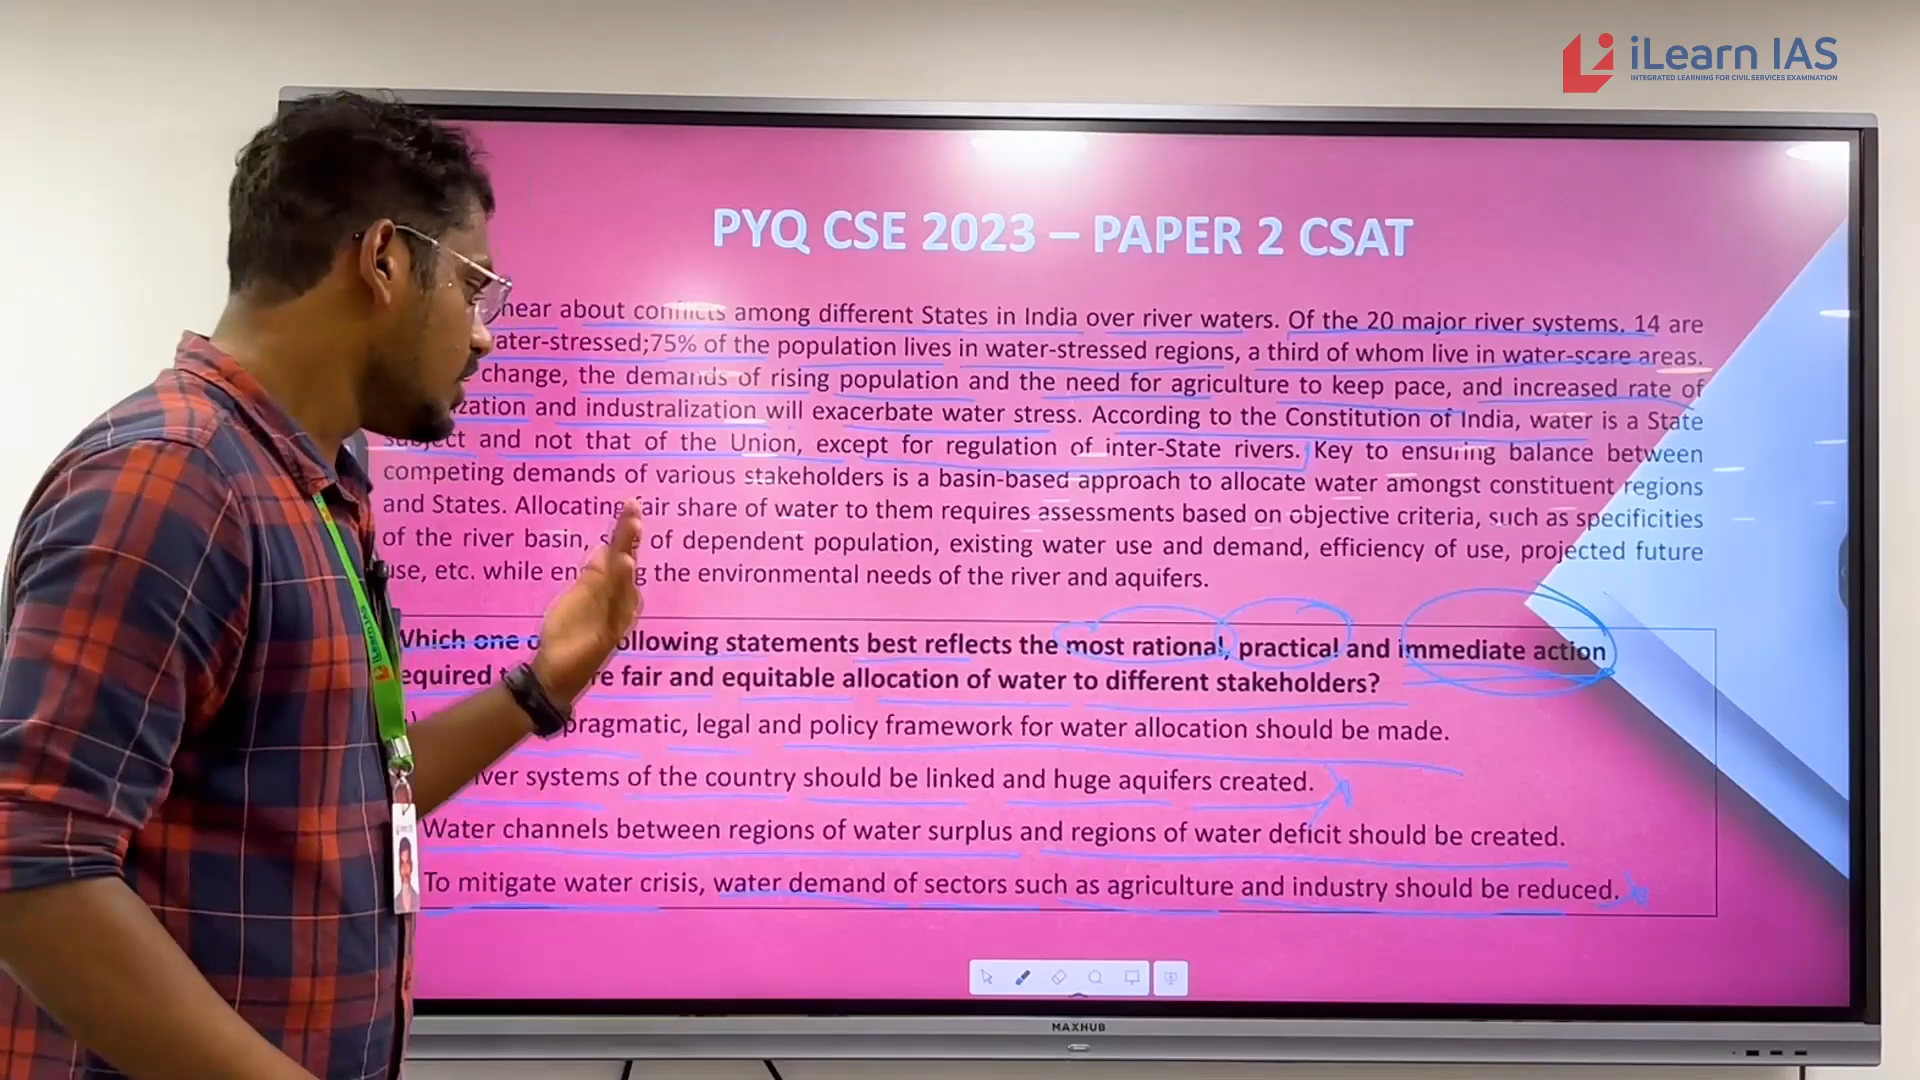 iLearn IAS
INTEGRATED LEARNING FOR CIVIL SERVICES EXAMINATION
PYQ CSE 2023 – PAPER 2 CSAT
hear about conflicts among different States in India over river waters. Of the 20 major river systems, 14 are
water-stressed;75% of the population lives in water-stressed regions, a third of whom live in water-scare areas.
change, the demands of rising population and the need for agriculture to keep pace, and increased rate of
and industralization will exacerbate water stress. According to the Constitution of India, water is a State
subject and not that of the Union, except for regulation of inter-State rivers. Key to ensuring balance between
competing demands of various stakeholders is a basin-based approach to allocate water amongst constituent regions
and States. Allocating fair share of water to them requires assessments based on objective criteria, such as specificities
of the river basin, of dependent population, existing water use and demand, efficiency of use, projected future
use, etc. while the environmental needs of the river and aquifers.
Which one following statements best reflects the most rational, practical and immediate action
required fair and equitable allocation of water to different stakeholders?
pragmatic, legal and policy framework for water allocation should be made.
river systems of the country should be linked and huge aquifers created.
Water channels between regions of water surplus and regions of water deficit should be created.
To mitigate water crisis, water demand of sectors such as agriculture and industry should be reduced.
MAXHUB